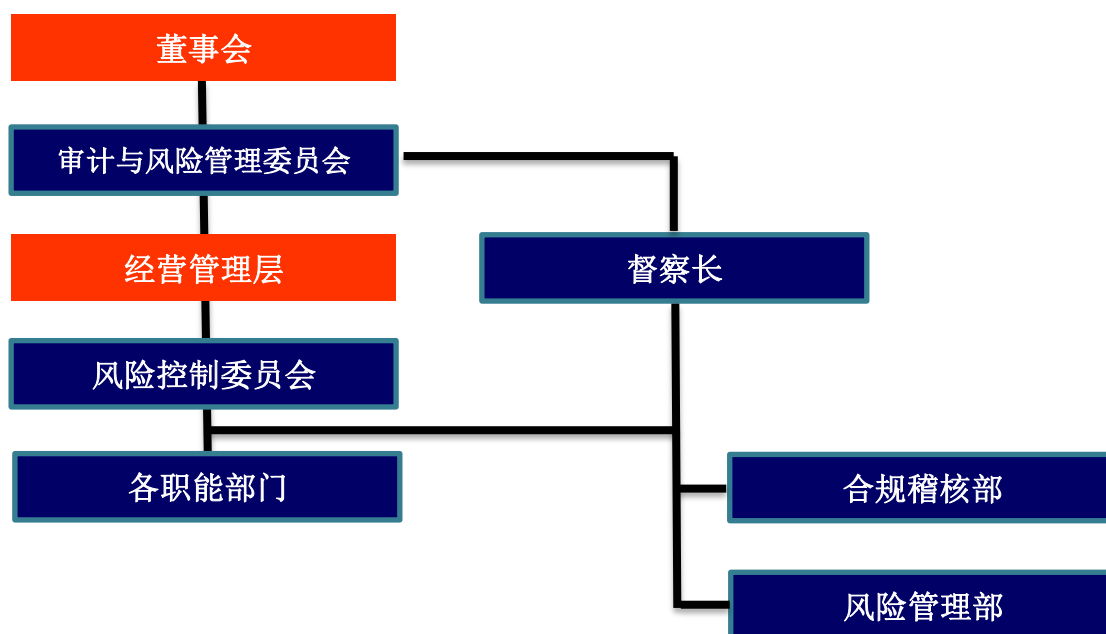 董事会
审计与风险管理委员会
经营管理层
督察长
风险控制委员会
各职能部门
合规稽核部
风险管理部